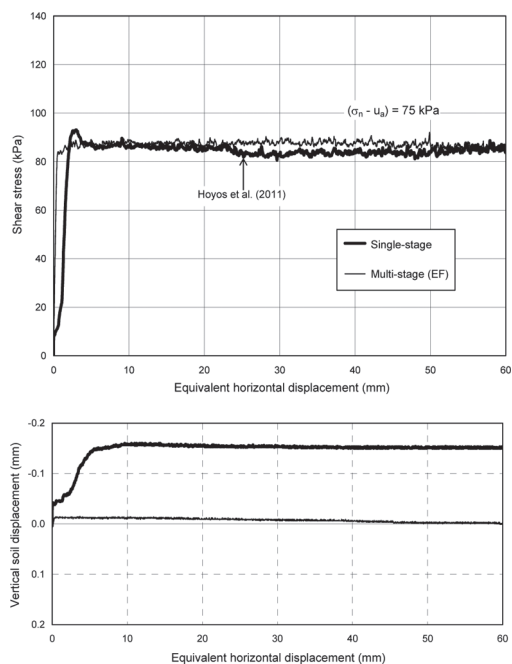 140
120
100
80
60
40
20
0
Shear stress (kPa)
(σn - ua) = 75 kPa
Hoyos et al. (2011)
Single-stage
Multi-stage (EF)
0 10 20 30 40 50 60
Equivalent horizontal displacement (mm)
-0.2
-0.1
0.0
0.1
0.2
Vertical soil displacement (mm)
0 10 20 30 40 50 60
Equivalent horizontal displacement (mm)